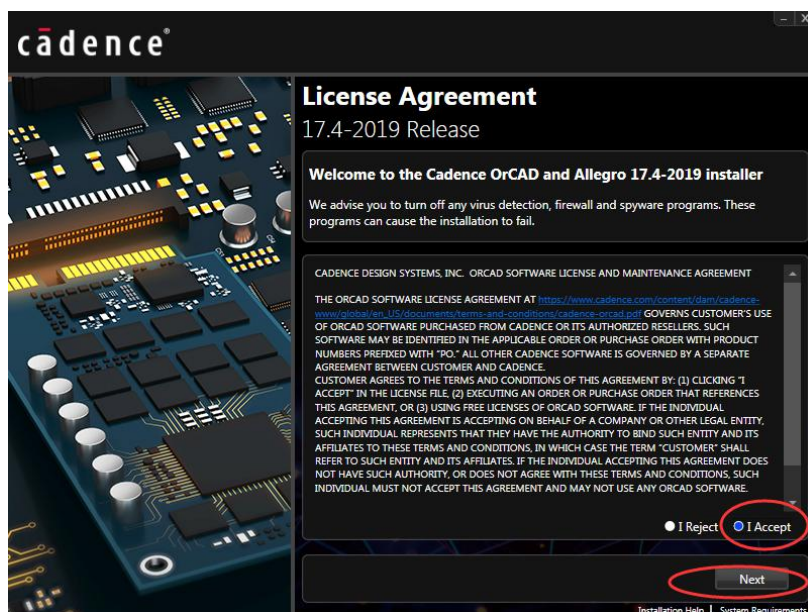 cādence®
License Agreement
17.4-2019 Release
Welcome to the Cadence OrCAD and Allegro 17.4-2019 installer
We advise you to turn off any virus detection, firewall and spyware programs. These
programs can cause the installation to fail.
CADENCE DESIGN SYSTEMS, INC. ORCAD SOFTWARE LICENSE AND MAINTENANCE AGREEMENT
THE ORCAD SOFTWARE LICENSE AGREEMENT AT https://www.cadence.com/content/dam/cadence-
www/global/en_US/documents/terms-and-conditions/cadence-orcad.pdf GOVERNS CUSTOMER'S USE
OF ORCAD SOFTWARE PURCHASED FROM CADENCE OR ITS AUTHORIZED RESELLERS. SUCH
SOFTWARE MAY BE IDENTIFIED IN THE APPLICABLE ORDER OR PURCHASE ORDER WITH PRODUCT
NUMBERS PREFIXED WITH "PO." ALL OTHER CADENCE SOFTWARE IS GOVERNED BY A SEPARATE
AGREEMENT BETWEEN CUSTOMER AND CADENCE.
CUSTOMER AGREES TO THE TERMS AND CONDITIONS OF THIS AGREEMENT BY: (1) CLICKING "I
ACCEPT" IN THE LICENSE FILE, (2) EXECUTING AN ORDER OR PURCHASE ORDER THAT REFERENCES
THIS AGREEMENT, OR (3) USING FREE LICENSES OF ORCAD SOFTWARE. IF THE INDIVIDUAL
ACCEPTING THIS AGREEMENT IS ACCEPTING ON BEHALF OF A COMPANY OR OTHER LEGAL ENTITY,
SUCH INDIVIDUAL REPRESENTS THAT THEY HAVE THE AUTHORITY TO BIND SUCH ENTITY AND ITS
AFFILIATES TO THESE TERMS AND CONDITIONS, IN WHICH CASE THE TERM "CUSTOMER" SHALL
REFER TO SUCH ENTITY AND ITS AFFILIATES. IF THE INDIVIDUAL ACCEPTING THIS AGREEMENT DOES
NOT HAVE SUCH AUTHORITY, OR DOES NOT AGREE WITH THESE TERMS AND CONDITIONS, SUCH
INDIVIDUAL MUST NOT ACCEPT THIS AGREEMENT AND MAY NOT USE ANY ORCAD SOFTWARE.
I Reject I Accept
Next
Installation Help | System Requirements